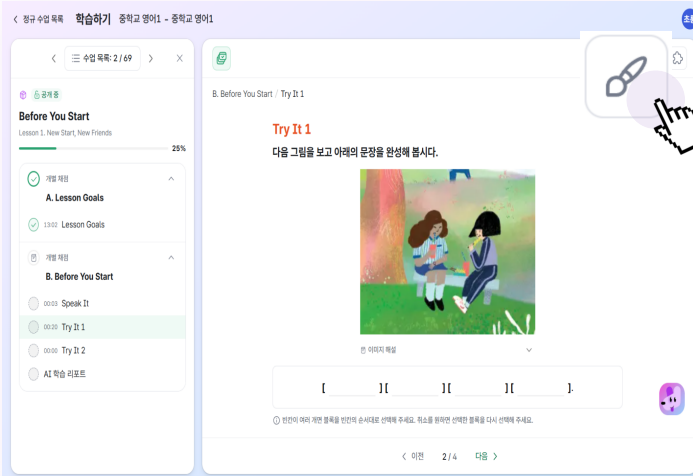 < 정규 수업 목록 학습하기 중학교 영어1 - 중학교 영어1
초등
< 수업 목록: 2 / 69 > ×
공개 중
Before You Start
Lesson 1. New Start, New Friends
25%
개별 채점
A. Lesson Goals
13:02 Lesson Goals
개별 채점
B. Before You Start
00:03 Speak It
00:20 Try It 1
00:00 Try It 2
AI 학습 리포트
B. Before You Start / Try It 1
Try It 1
다음 그림을 보고 아래의 문장을 완성해 봅시다.
이미지 해설
[ ] [ ] [ ] [ ].
빈칸이 여러 개면 블록을 빈칸의 순서대로 선택해 주세요. 취소를 원하면 선택한 블록을 다시 선택해 주세요.
< 이전 2 / 4 다음 >